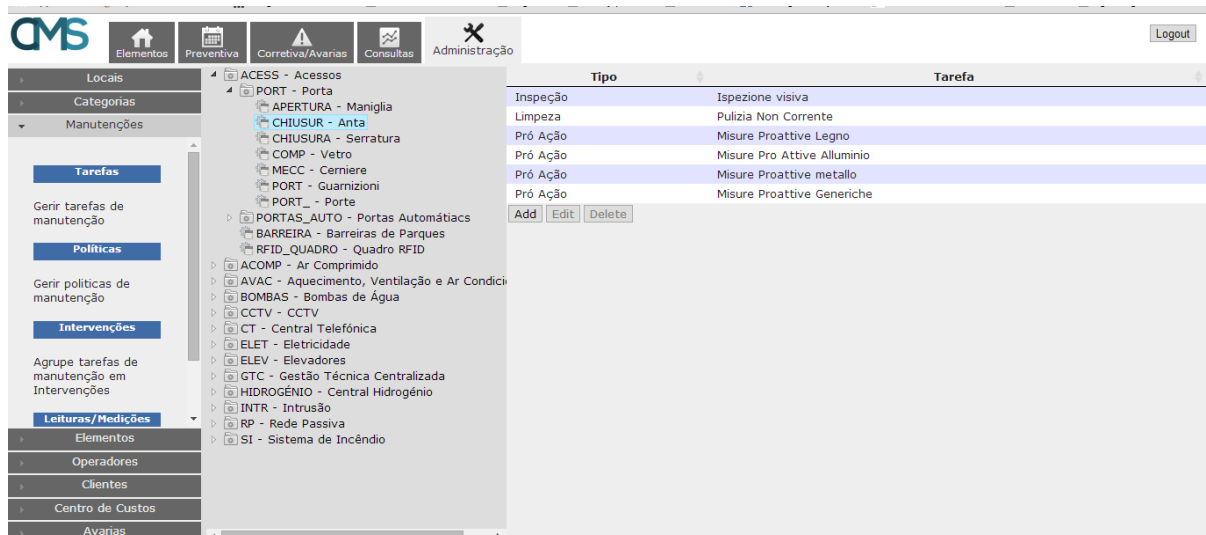 CMS
Elementos
Preventiva
Corretiva/Avarias
Consultas
Administração
Logout
Locais
Categorias
Manutenções
Tarefas
Gerir tarefas de
manutenção
Políticas
Gerir politicas de
manutenção
Intervenções
Agrupe tarefas de
manutenção em
Intervenções
Leituras/Medições
Elementos
Operadores
Clientes
Centro de Custos
Avarias
ACESS - Acessos
PORT - Porta
APERTURA - Maniglia
CHIUSUR - Anta
CHIUSURA - Serratura
COMP - Vetro
MECC - Cerniere
PORT - Guarnizioni
PORT_ - Porte
PORTAS_AUTO - Portas Automátiacs
BARREIRA - Barreiras de Parques
RFID_QUADRO - Quadro RFID
ACOMP - Ar Comprimido
AVAC - Aquecimento, Ventilação e Ar Condici
BOMBAS - Bombas de Água
CCTV - CCTV
CT - Central Telefónica
ELET - Eletricidade
ELEV - Elevadores
GTC - Gestão Técnica Centralizada
HIDROGÉNIO - Central Hidrogénio
INTR - Intrusão
RP - Rede Passiva
SI - Sistema de Incêndio
Tipo Tarefa
Inspeção Ispezione visiva
Limpeza Pulizia Non Corrente
Pró Ação Misure Proattive Legno
Pró Ação Misure Pro Attive Alluminio
Pró Ação Misure Proattive metallo
Pró Ação Misure Proattive Generiche
Add Edit Delete